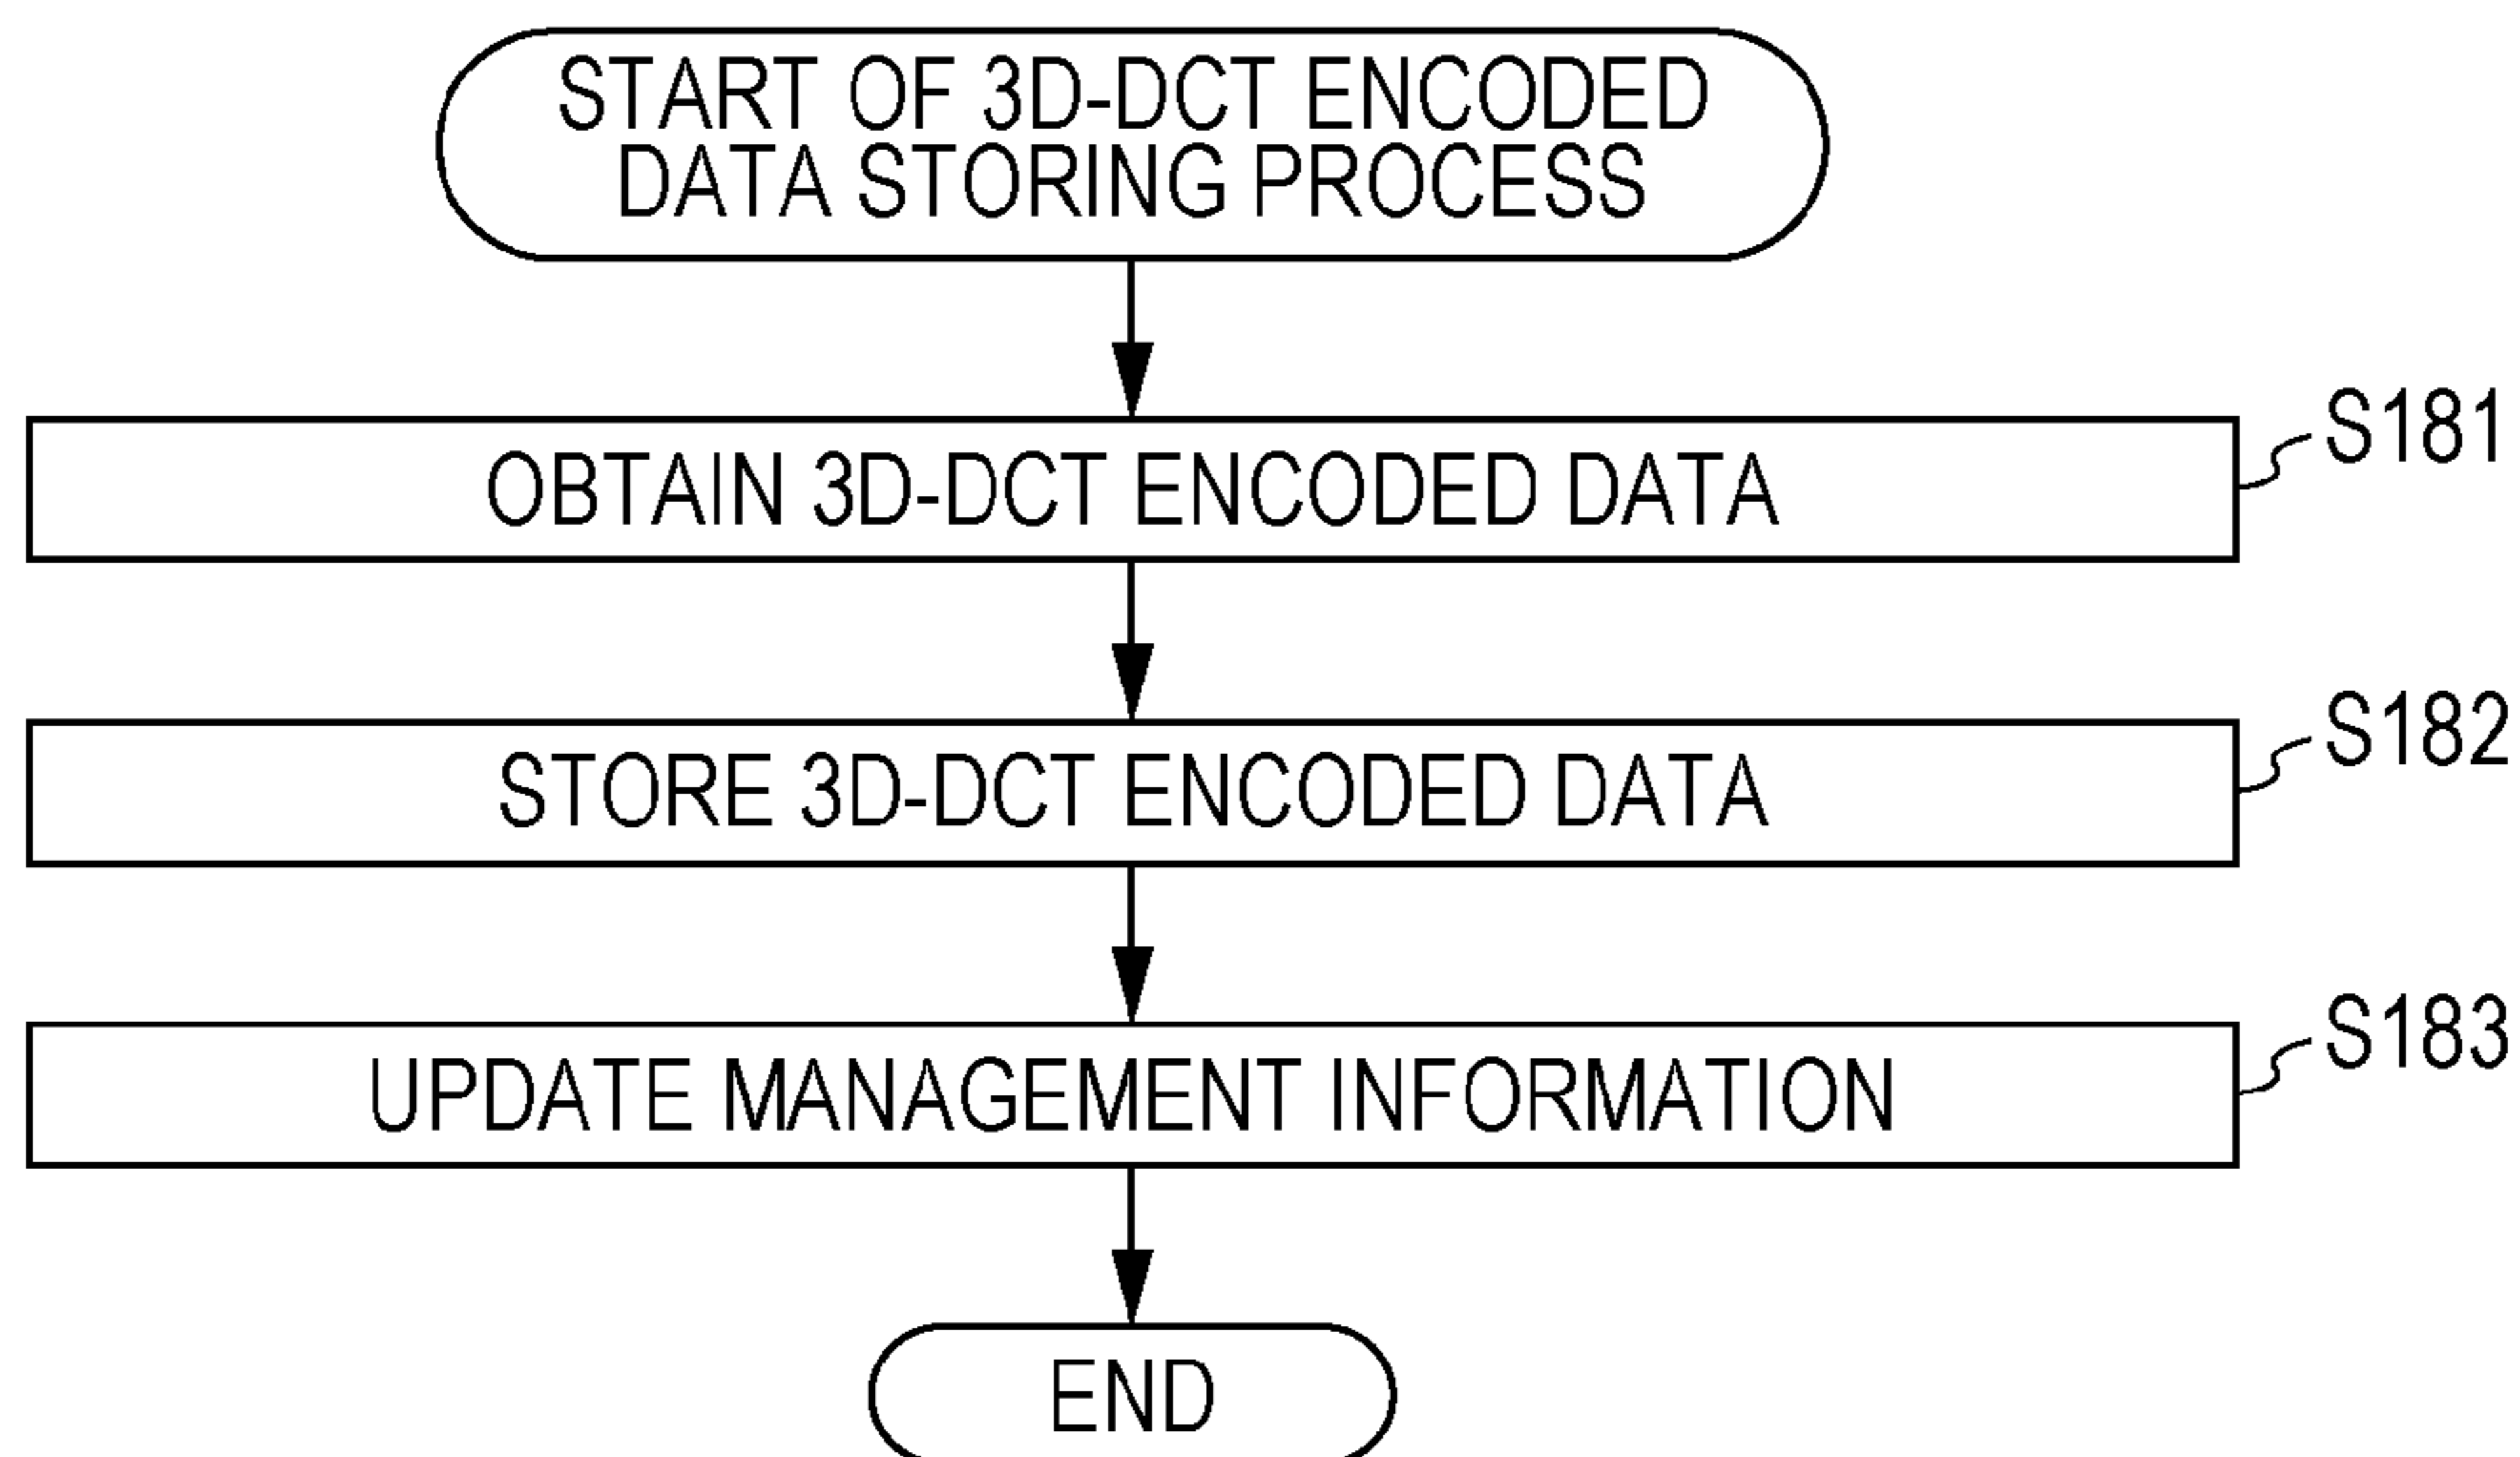 START OF 3D-DCT ENCODED
DATA STORING PROCESS
OBTAIN 3D-DCT ENCODED DATA
S181
STORE 3D-DCT ENCODED DATA
S182
UPDATE MANAGEMENT INFORMATION
S183
END